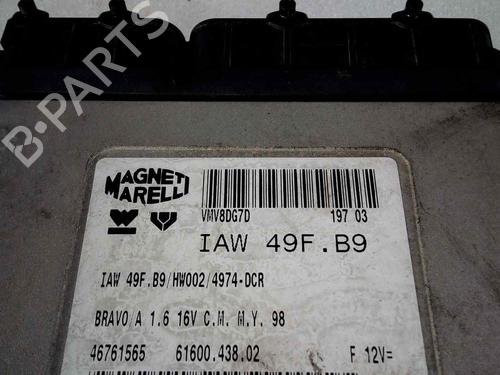 B-PARTS
MAGNETI
MARELLI
VMV8DG7D 197 03
IAW 49F.B9
IAW 49F.B9/HW002/4974-DCR
BRAVO/A 1.6 16V C.M. M.Y. 98
46761565 61600.438.02 F 12V=